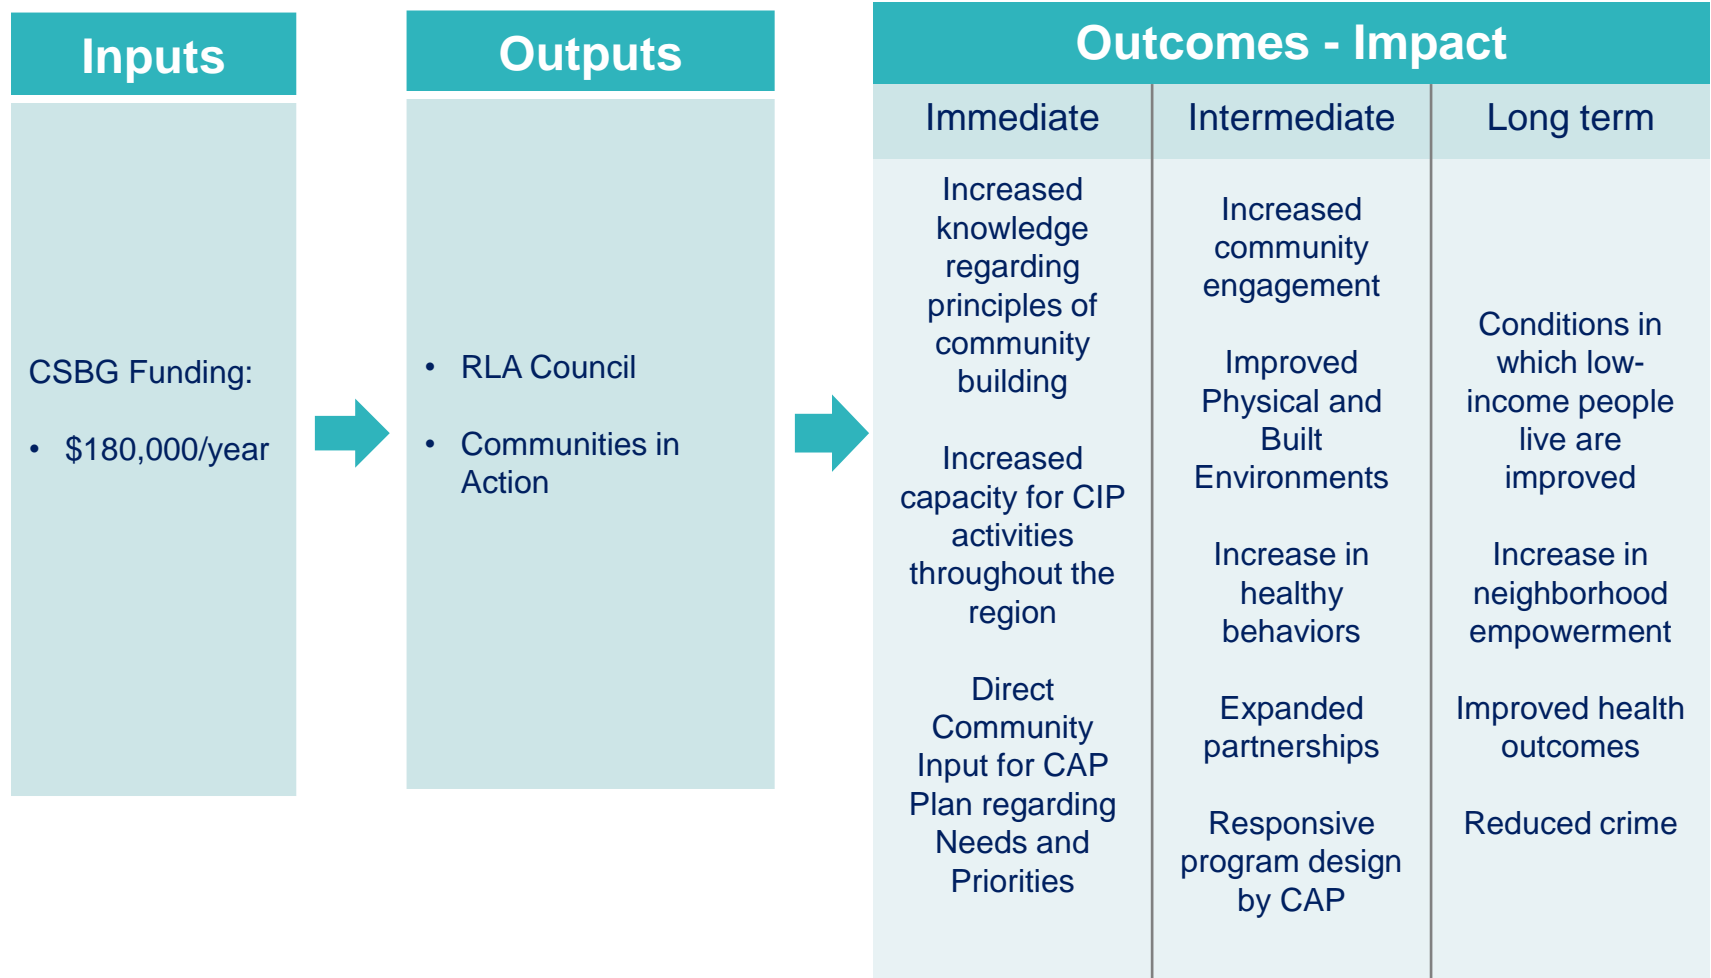 Inputs
CSBG Funding:
• $180,000/year
Outputs
• RLA Council
• Communities in
Action
Outcomes - Impact
Immediate
Increased
knowledge
regarding
principles of
community
building
Increased
capacity for CIP
activities
throughout the
region
Direct
Community
Input for CAP
Plan regarding
Needs and
Priorities
Intermediate
Increased
community
engagement
Improved
Physical and
Built
Environments
Increase in
healthy
behaviors
Expanded
partnerships
Responsive
program design
by CAP
Long term
Conditions in
which low-
income people
live are
improved
Increase in
neighborhood
empowerment
Improved health
outcomes
Reduced crime